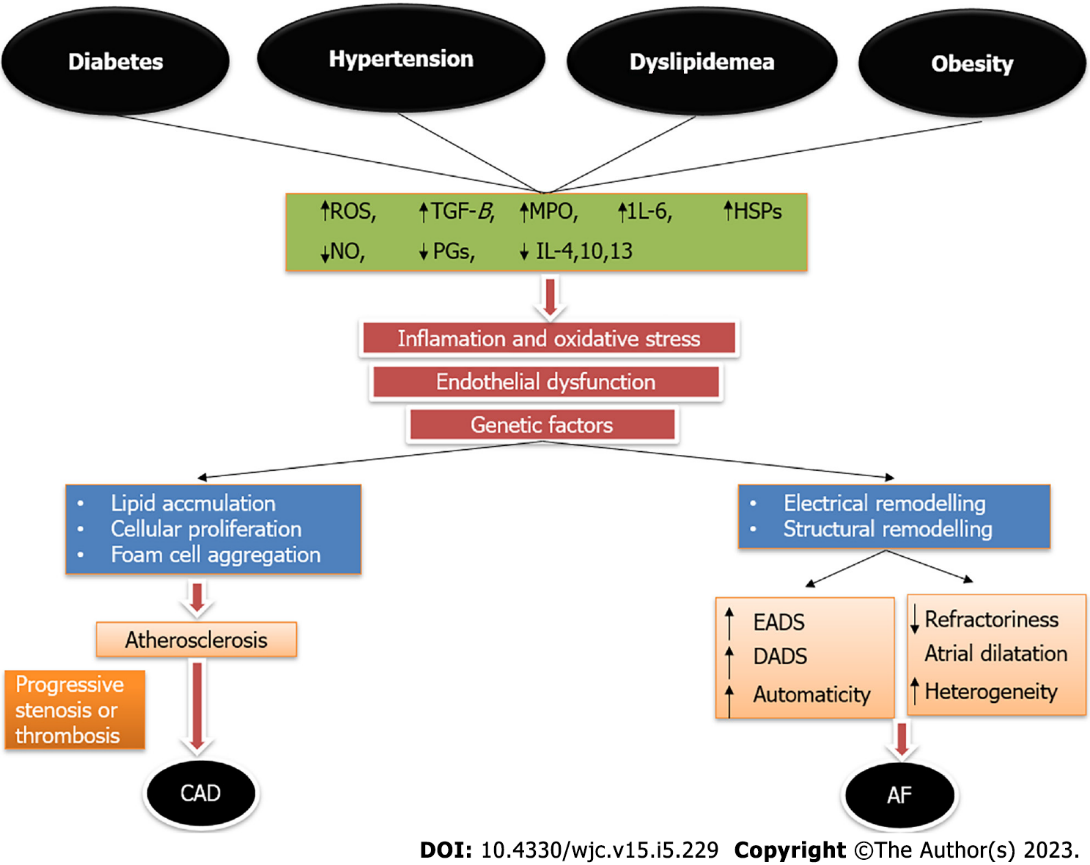 Diabetes
Hypertension
Dyslipidemea
Obesity
↑ROS, ↑TGF-B, ↑MPO, ↑1L-6, ↑HSPs
↓NO, ↓PGs, ↓ IL-4,10,13
Inflamation and oxidative stress
Endothelial dysfunction
Genetic factors
• Lipid accmulation
• Cellular proliferation
• Foam cell aggregation
Atherosclerosis
Progressive
stenosis or
thrombosis
CAD
• Electrical remodelling
• Structural remodelling
↑ EADS
↑ DADS
↑ Automaticity
↓ Refractoriness
Atrial dilatation
↑ Heterogeneity
AF
DOI: 10.4330/wjc.v15.i5.229 Copyright ©The Author(s) 2023.